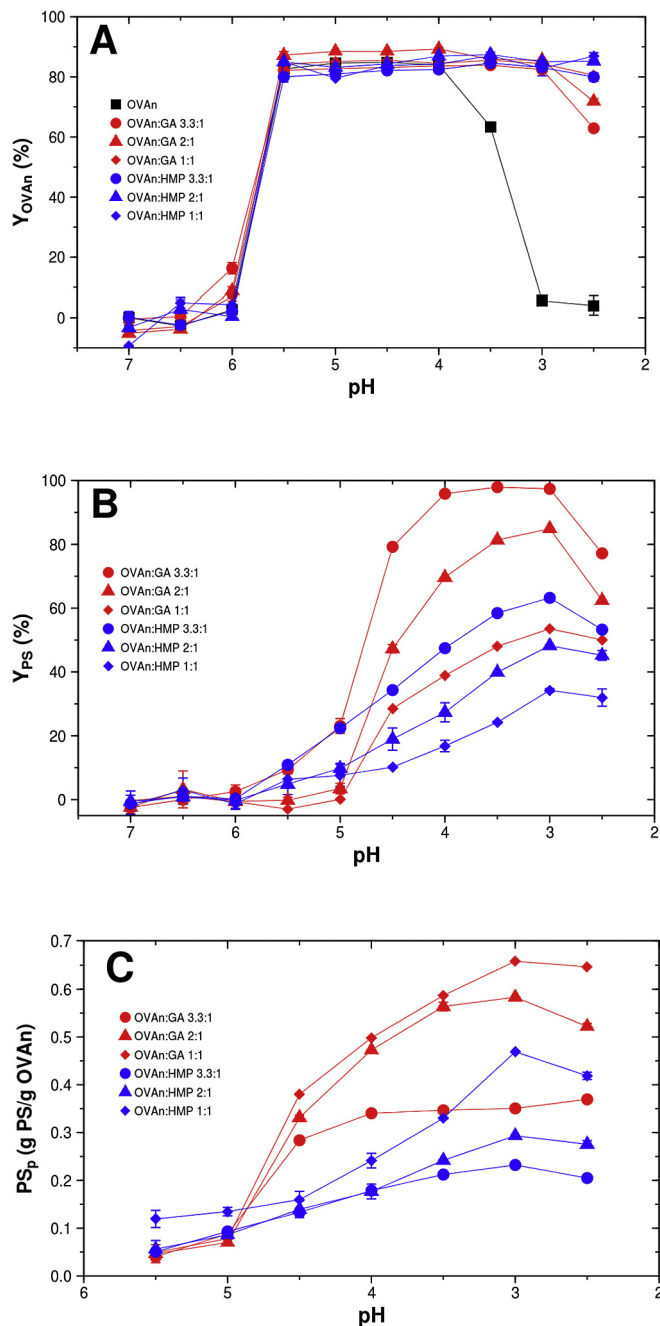 A
100
80
60
40
20
0
Y_OVAn (%)
OVAn
OVAn:GA 3.3:1
OVAn:GA 2:1
OVAn:GA 1:1
OVAn:HMP 3.3:1
OVAn:HMP 2:1
OVAn:HMP 1:1
7 6 5 4 3 2
pH
B
100
80
60
40
20
0
Y_PS (%)
OVAn:GA 3.3:1
OVAn:GA 2:1
OVAn:GA 1:1
OVAn:HMP 3.3:1
OVAn:HMP 2:1
OVAn:HMP 1:1
7 6 5 4 3 2
pH
C
0.7
0.6
0.5
0.4
0.3
0.2
0.1
0.0
PS_p (g PS/g OVAn)
OVAn:GA 3.3:1
OVAn:GA 2:1
OVAn:GA 1:1
OVAn:HMP 3.3:1
OVAn:HMP 2:1
OVAn:HMP 1:1
6 5 4 3 2
pH